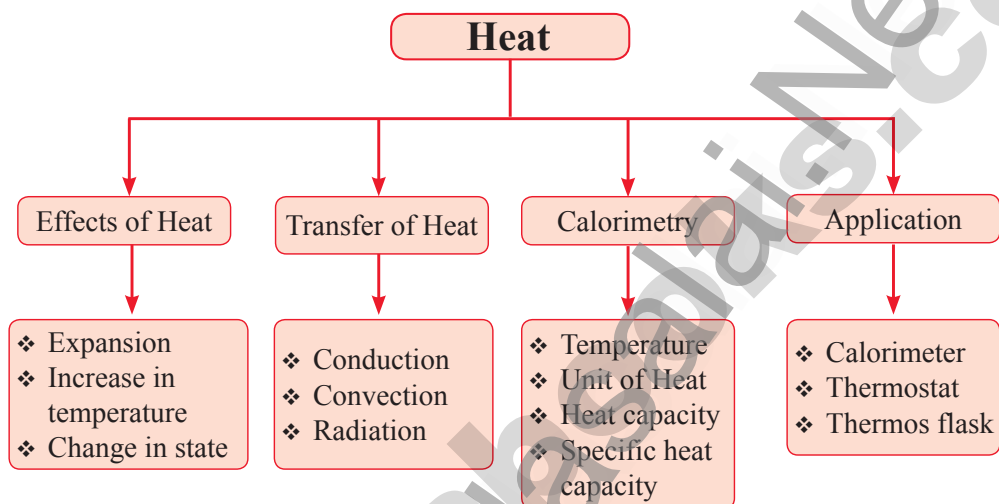 Heat
Effects of Heat
Transfer of Heat
Calorimetry
Application
❖ Expansion
❖ Increase in
temperature
❖ Change in state
❖ Conduction
❖ Convection
❖ Radiation
❖ Temperature
❖ Unit of Heat
❖ Heat capacity
❖ Specific heat
capacity
❖ Calorimeter
❖ Thermostat
❖ Thermos flask